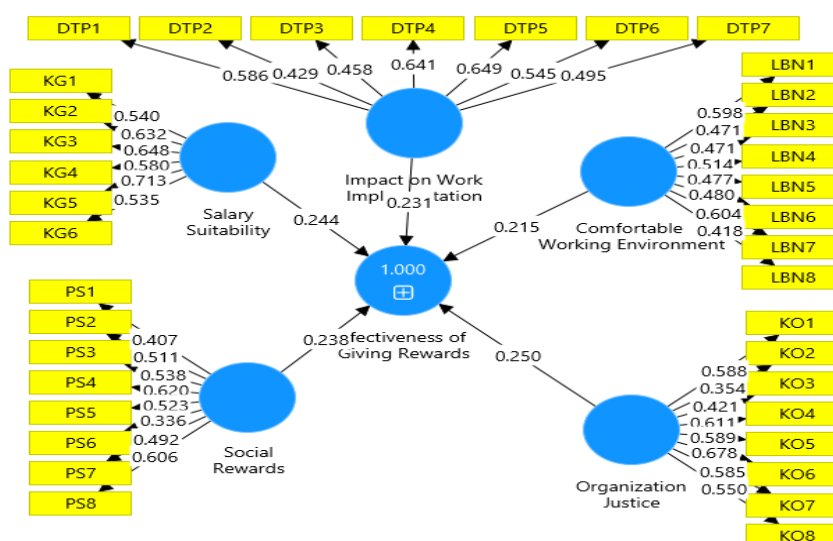 DTP1 DTP2 DTP3 DTP4 DTP5 DTP6 DTP7
0.586 0.429 0.458 0.641 0.649 0.545 0.495
KG1
KG2
KG3
KG4
KG5
KG6
0.540
0.632
0.648
0.580
0.713
0.535
Salary
Suitability
0.244
Impact on Work
0.231
LBN1
LBN2
LBN3
LBN4
LBN5
LBN6
LBN7
LBN8
0.598
0.471
0.471
0.514
0.477
0.480
0.604
0.418
Comfortable
Working Environment
0.215
1.000
fectiveness of
Giving Rewards
PS1
PS2
PS3
PS4
PS5
PS6
PS7
PS8
0.407
0.511
0.538
0.620
0.523
0.336
0.492
0.606
Social
Rewards
0.238
0.250
KO1
KO2
KO3
KO4
KO5
KO6
KO7
KO8
0.588
0.354
0.421
0.611
0.589
0.678
0.585
0.550
Organization
Justice